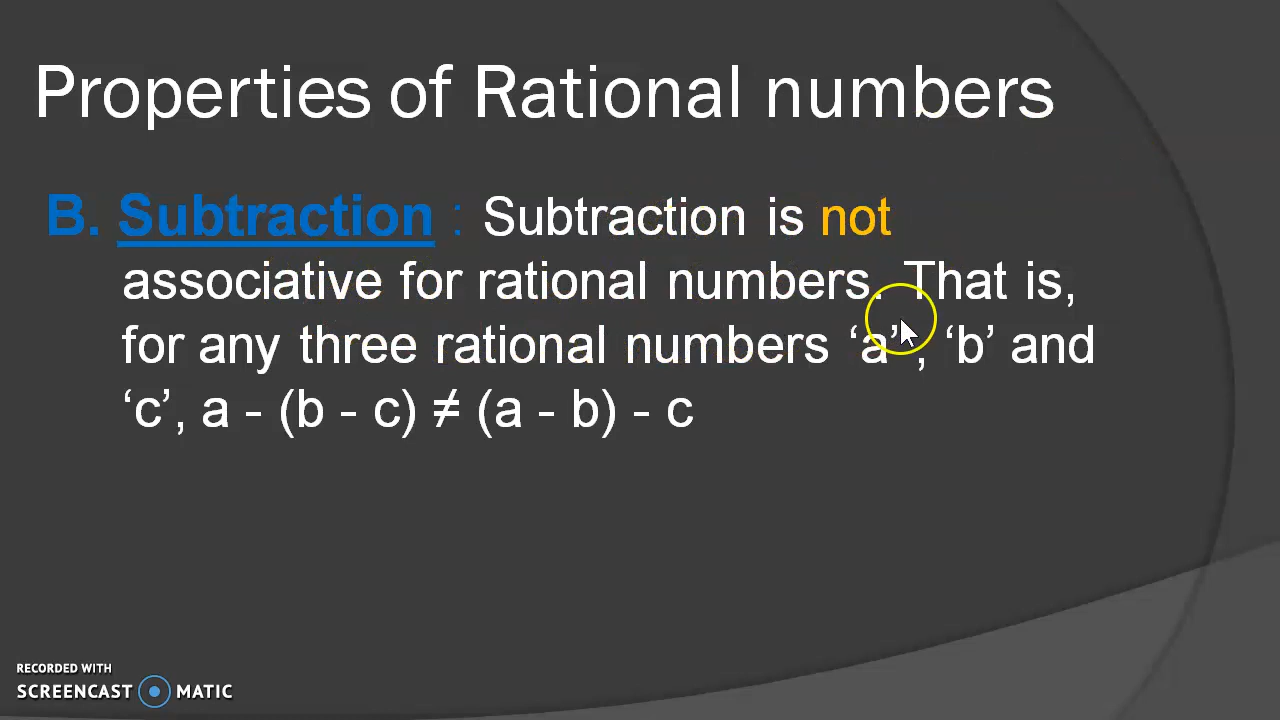 Properties of Rational numbers
B. Subtraction : Subtraction is not
associative for rational numbers. That is,
for any three rational numbers ‘a’, ‘b’ and
‘c’, a - (b - c) ≠ (a - b) - c
RECORDED WITH
SCREENCAST MATIC